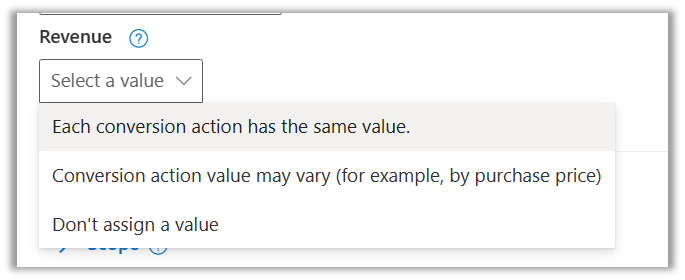 Revenue ?
Select a value
Each conversion action has the same value.
Conversion action value may vary (for example, by purchase price)
Don't assign a value
Scope ?